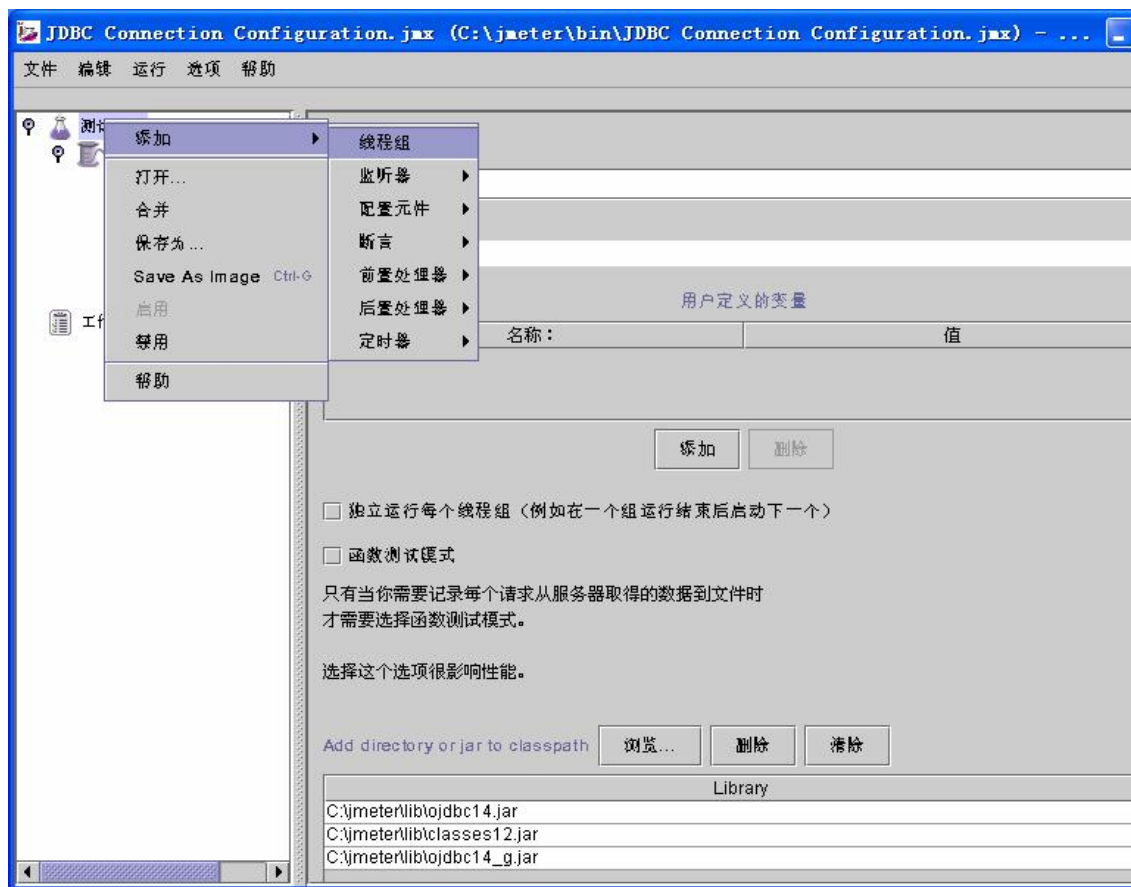 JDBC Connection Configuration.jmx (C:\jmeter\bin\JDBC Connection Configuration.jmx) - ...
文件 编辑 运行 选项 帮助
测试
添加
线程组
打开...
监听器
合并
配置元件
保存为...
断言
Save As Image Ctrl-G
前置处理器
启用
后置处理器
禁用
定时器
帮助
工作
用户定义的变量
名称： 值
添加 删除
独立运行每个线程组（例如在一个组运行结束后启动下一个）
函数测试模式
只有当你需要记录每个请求从服务器取得的数据到文件时
才需要选择函数测试模式。
选择这个选项很影响性能。
Add directory or jar to classpath 浏览... 删除 清除
Library
C:\jmeter\lib\ojdbc14.jar
C:\jmeter\lib\classes12.jar
C:\jmeter\lib\ojdbc14_g.jar